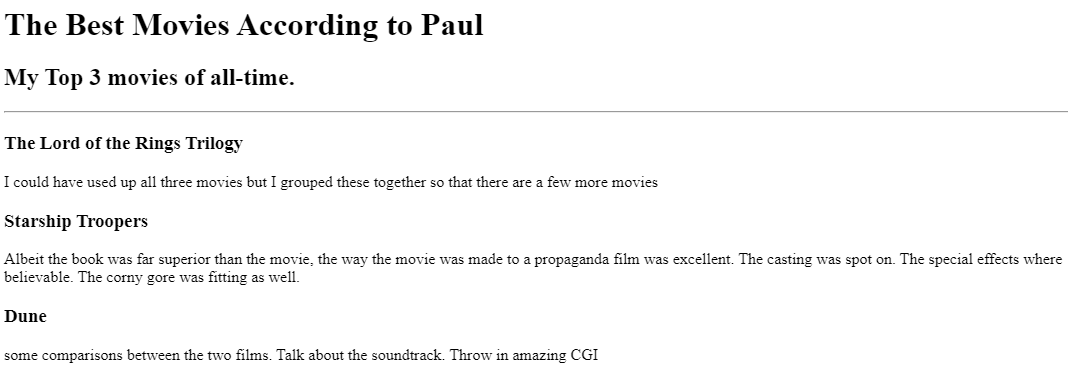 The Best Movies According to Paul
My Top 3 movies of all-time.
The Lord of the Rings Trilogy
I could have used up all three movies but I grouped these together so that there are a few more movies
Starship Troopers
Albeit the book was far superior than the movie, the way the movie was made to a propaganda film was excellent. The casting was spot on. The special effects where
believable. The corny gore was fitting as well.
Dune
some comparisons between the two films. Talk about the soundtrack. Throw in amazing CGI